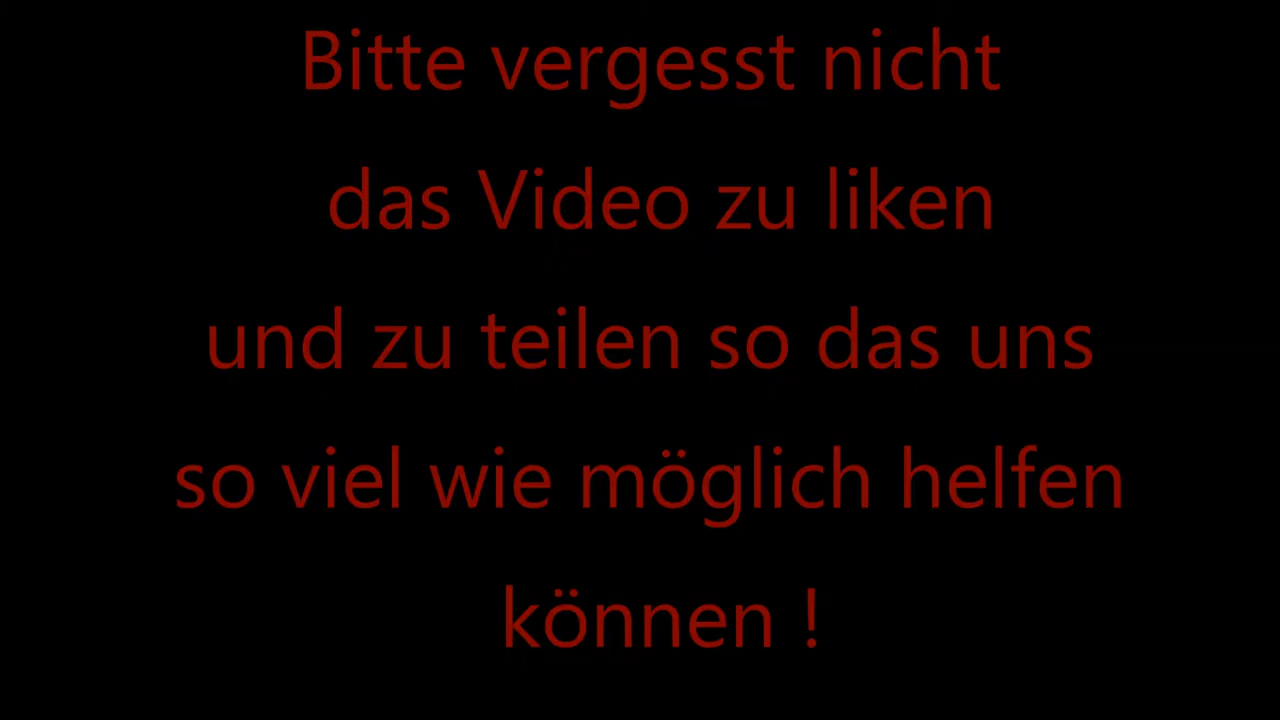 Bitte vergesst nicht
das Video zu liken
und zu teilen so das uns
so viel wie möglich helfen
können !